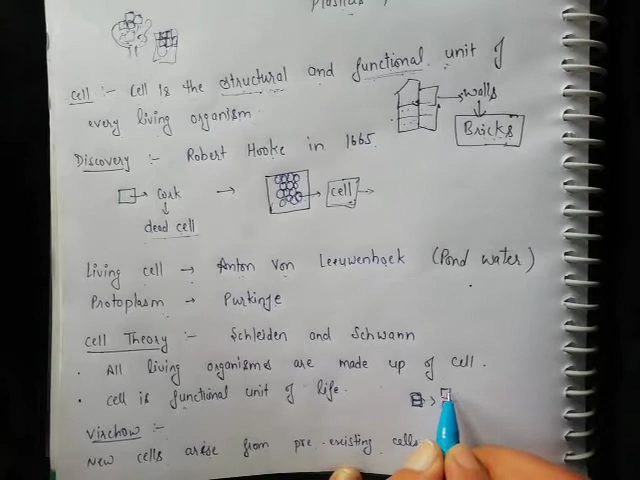 Plastids
Cell :- Cell is the structural and functional unit of
every living organism.
walls
Bricks
Discovery :- Robert Hooke in 1665.
Cork
cell
dead cell
Living cell → Anton Von Leeuwenhoek (Pond water)
Protoplasm → Purkinge
Cell Theory :- Schleiden and Schwann
· All living organisms are made up of cell.
· Cell is functional unit of life.
Virchow :-
New cells arise from pre-existing cells